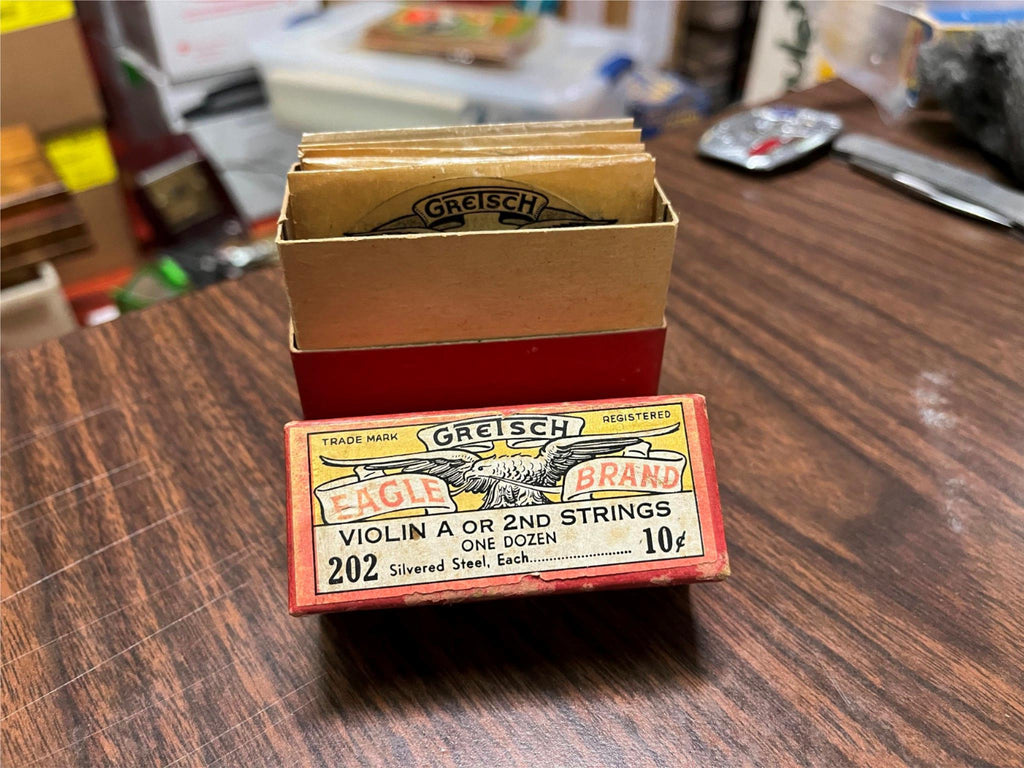 GRETSCH
TRADE MARK
GRETSCH
REGISTERED
EAGLE BRAND
VIOLIN A OR 2ND STRINGS
ONE DOZEN
202 Silvered Steel, Each......................... 10¢